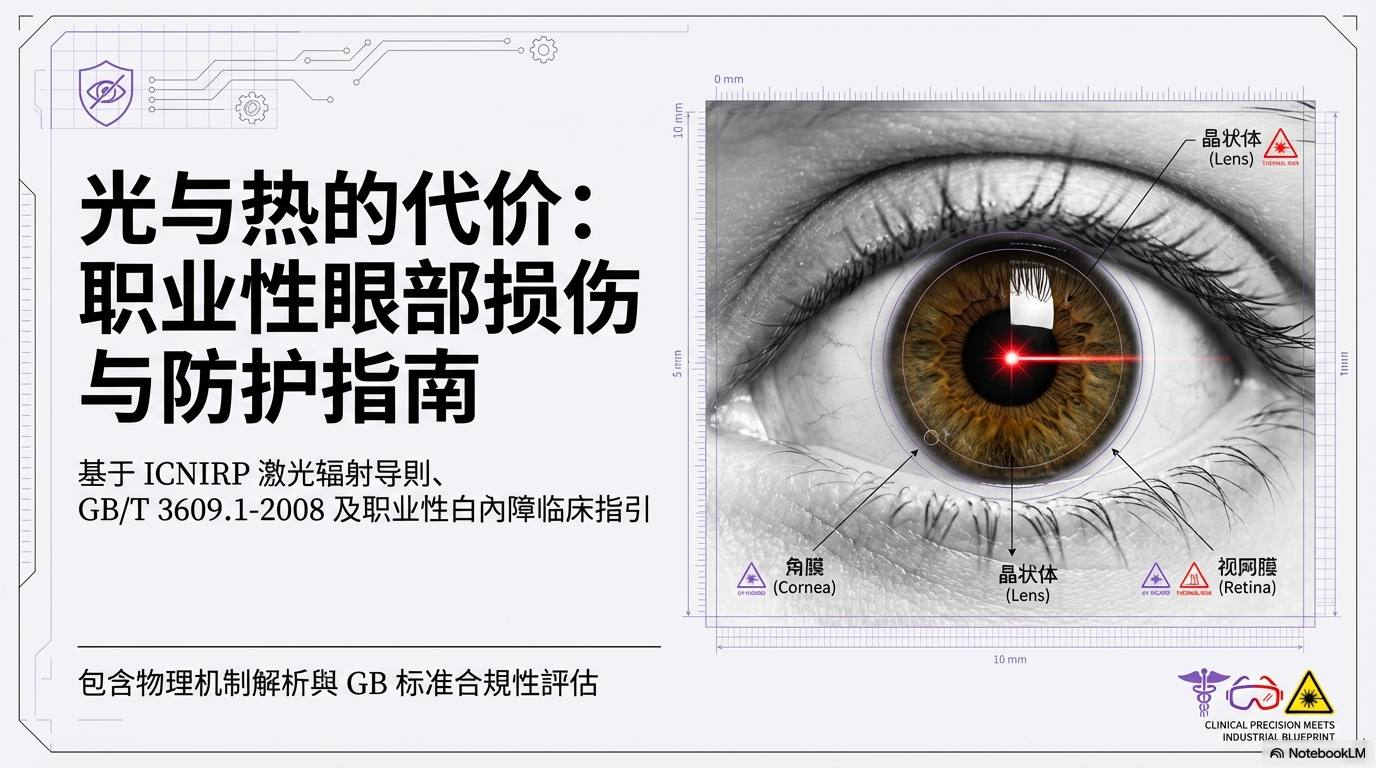 光与热的代价：
职业性眼部损伤
与防护指南
基于 ICNIRP 激光辐射导則、
GB/T 3609.1-2008 及职业性白內障临床指引
包含物理机制解析與 GB 标准合規性評估
0 mm
10 mm
5 mm
晶状体
(Lens)
角膜
(Cornea)
晶状体
(Lens)
视网膜
(Retina)
10 mm
CLINICAL PRECISION MEETS
INDUSTRIAL BLUEPRINT
NotebookLM